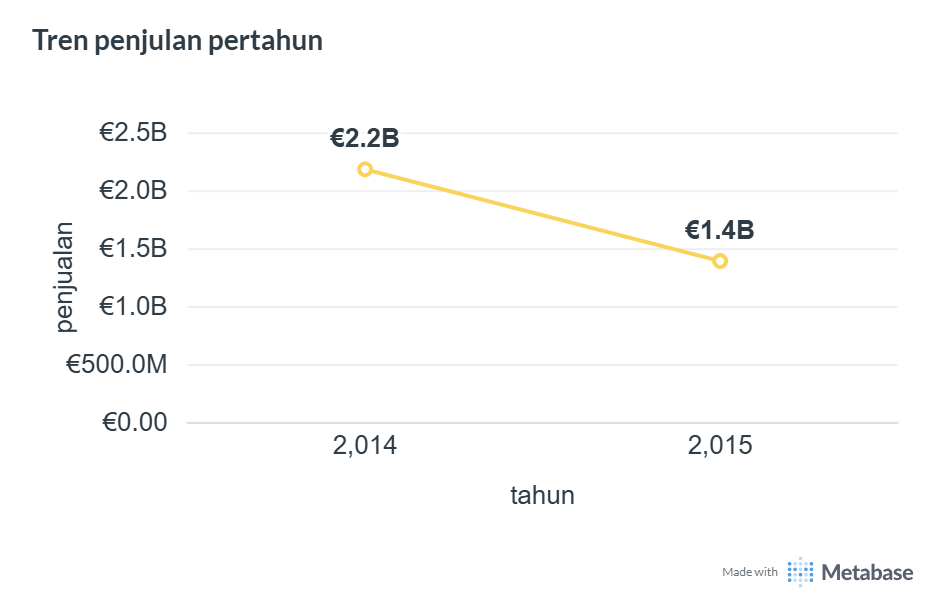 Tren penjulan pertahun
€2.5B
€2.2B
€2.0B
€1.4B
€1.5B
penjualan
€1.0B
€500.0M
€0.00
2,014
2,015
tahun
Made with Metabase